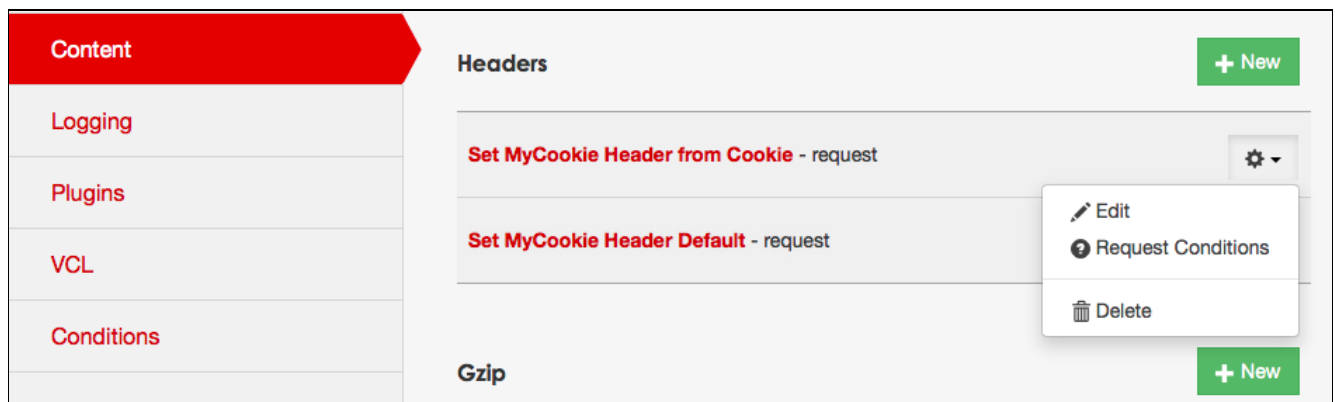 Content
Logging
Plugins
VCL
Conditions
Headers
New
Set MyCookie Header from Cookie - request
Edit
Request Conditions
Set MyCookie Header Default - request
Delete
Gzip
New